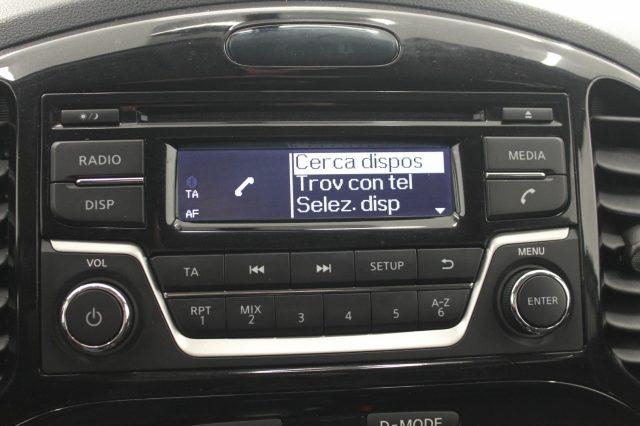 RADIO
DISP
TA
AF
Cerca dispos
Trov con tel
Selez. disp
MEDIA
VOL
TA
SETUP
MENU
ENTER
RPT
1
MIX
2
3
4
5
A-Z
6
D-MODE